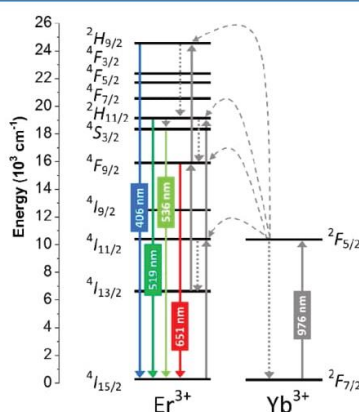 Energy (10³ cm⁻¹)
26
24
22
20
18
16
14
12
10
8
6
4
2
0
²H₉/₂
⁴F₃/₂
⁴F₅/₂
⁴F₇/₂
²H₁₁/₂
⁴S₃/₂
⁴F₉/₂
⁴I₉/₂
⁴I₁₁/₂
⁴I₁₃/₂
⁴I₁₅/₂
406 nm
519 nm
536 nm
651 nm
976 nm
²F₅/₂
²F₇/₂
Er³⁺
Yb³⁺